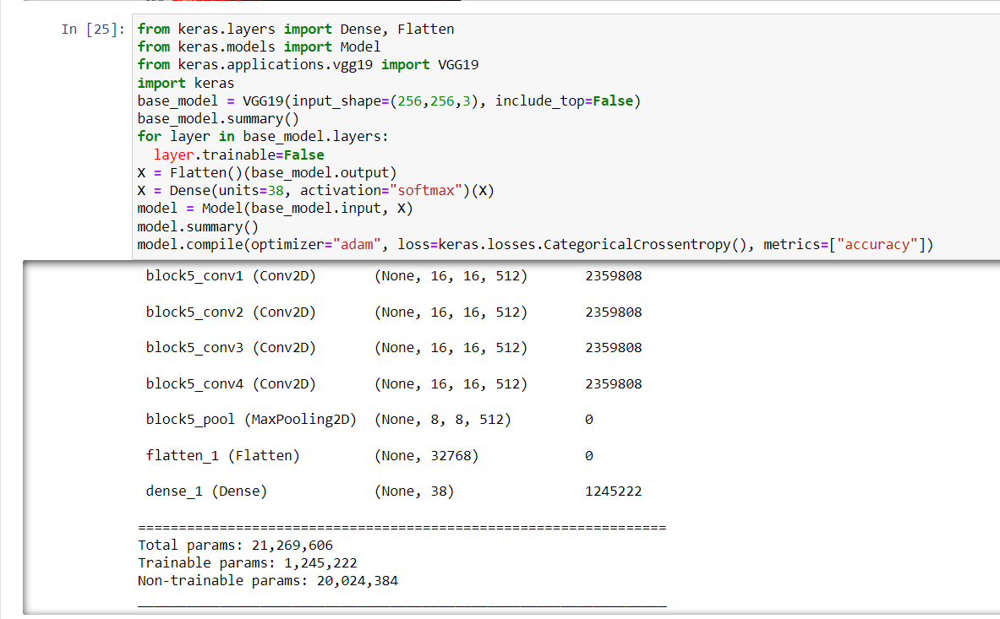 In [25]: from keras.layers import Dense, Flatten
from keras.models import Model
from keras.applications.vgg19 import VGG19
import keras
base_model = VGG19(input_shape=(256,256,3), include_top=False)
base_model.summary()
for layer in base_model.layers:
  layer.trainable=False
X = Flatten()(base_model.output)
X = Dense(units=38, activation="softmax")(X)
model = Model(base_model.input, X)
model.summary()
model.compile(optimizer="adam", loss=keras.losses.CategoricalCrossentropy(), metrics=["accuracy"])
block5_conv1 (Conv2D) (None, 16, 16, 512) 2359808
block5_conv2 (Conv2D) (None, 16, 16, 512) 2359808
block5_conv3 (Conv2D) (None, 16, 16, 512) 2359808
block5_conv4 (Conv2D) (None, 16, 16, 512) 2359808
block5_pool (MaxPooling2D) (None, 8, 8, 512) 0
flatten_1 (Flatten) (None, 32768) 0
dense_1 (Dense) (None, 38) 1245222
=================================================================
Total params: 21,269,606
Trainable params: 1,245,222
Non-trainable params: 20,024,384
_________________________________________________________________